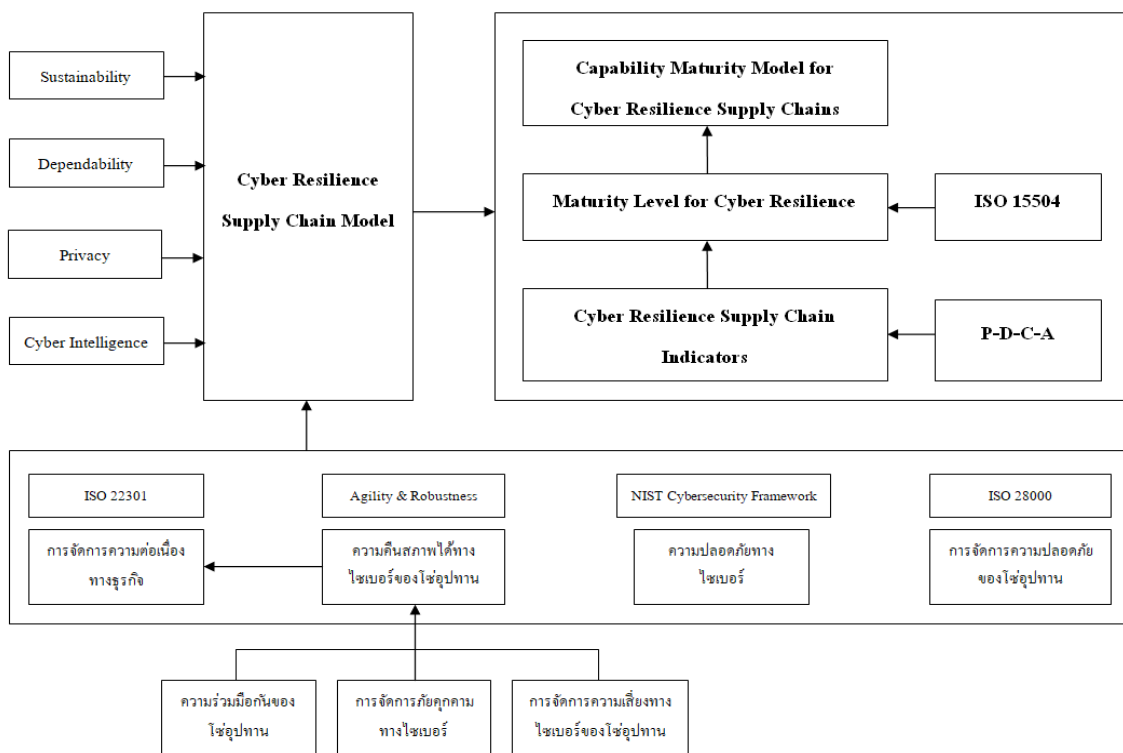 Sustainability
Dependability
Privacy
Cyber Intelligence
Cyber Resilience
Supply Chain Model
Capability Maturity Model for
Cyber Resilience Supply Chains
Maturity Level for Cyber Resilience
ISO 15504
Cyber Resilience Supply Chain
Indicators
P-D-C-A
ISO 22301
Agility & Robustness
NIST Cybersecurity Framework
ISO 28000
การจัดการความต่อเนื่อง
ทางธุรกิจ
ความคืนสภาพได้ทาง
ไซเบอร์ของโซ่อุปทาน
ความปลอดภัยทาง
ไซเบอร์
การจัดการความปลอดภัย
ของโซ่อุปทาน
ความร่วมมือกันของ
โซ่อุปทาน
การจัดการภัยคุกคาม
ทางไซเบอร์
การจัดการความเสี่ยงทาง
ไซเบอร์ของโซ่อุปทาน